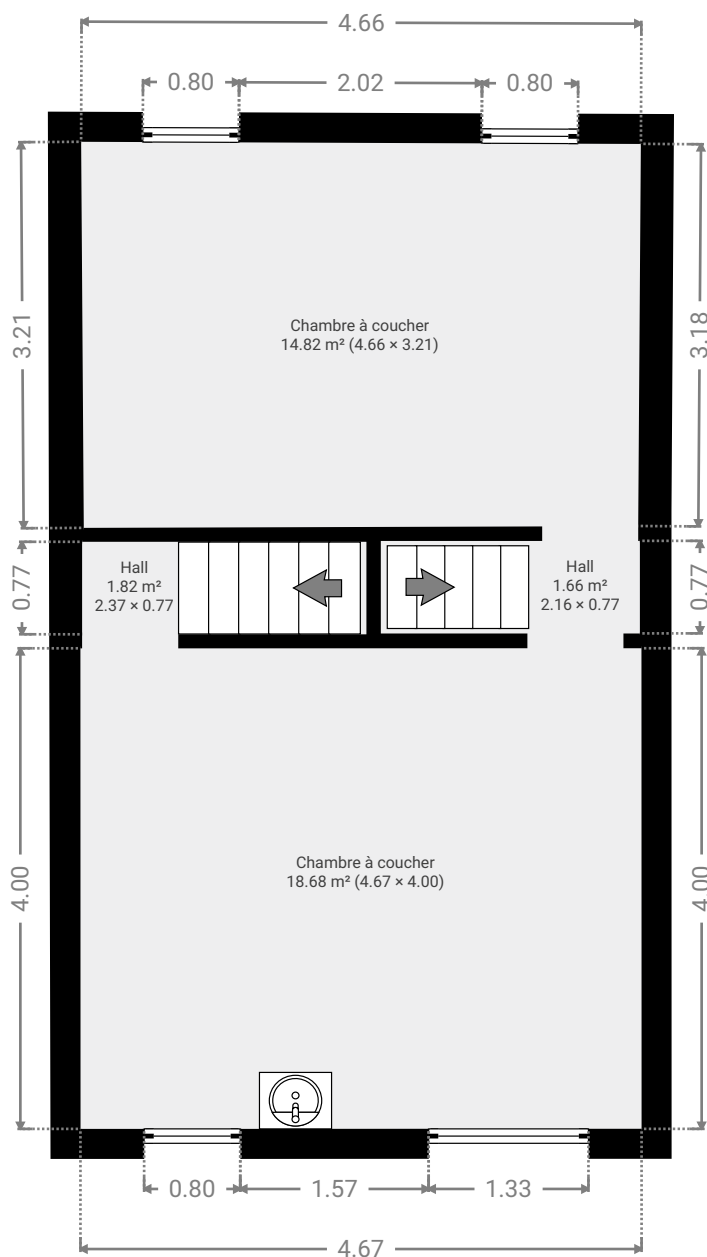 4.66
0.80
2.02
0.80
3.21
3.18
Chambre à coucher
14.82 m² (4.66 × 3.21)
0.77
Hall
1.82 m²
2.37 × 0.77
Hall
1.66 m²
2.16 × 0.77
0.77
4.00
4.00
Chambre à coucher
18.68 m² (4.67 × 4.00)
0.80
1.57
1.33
4.67